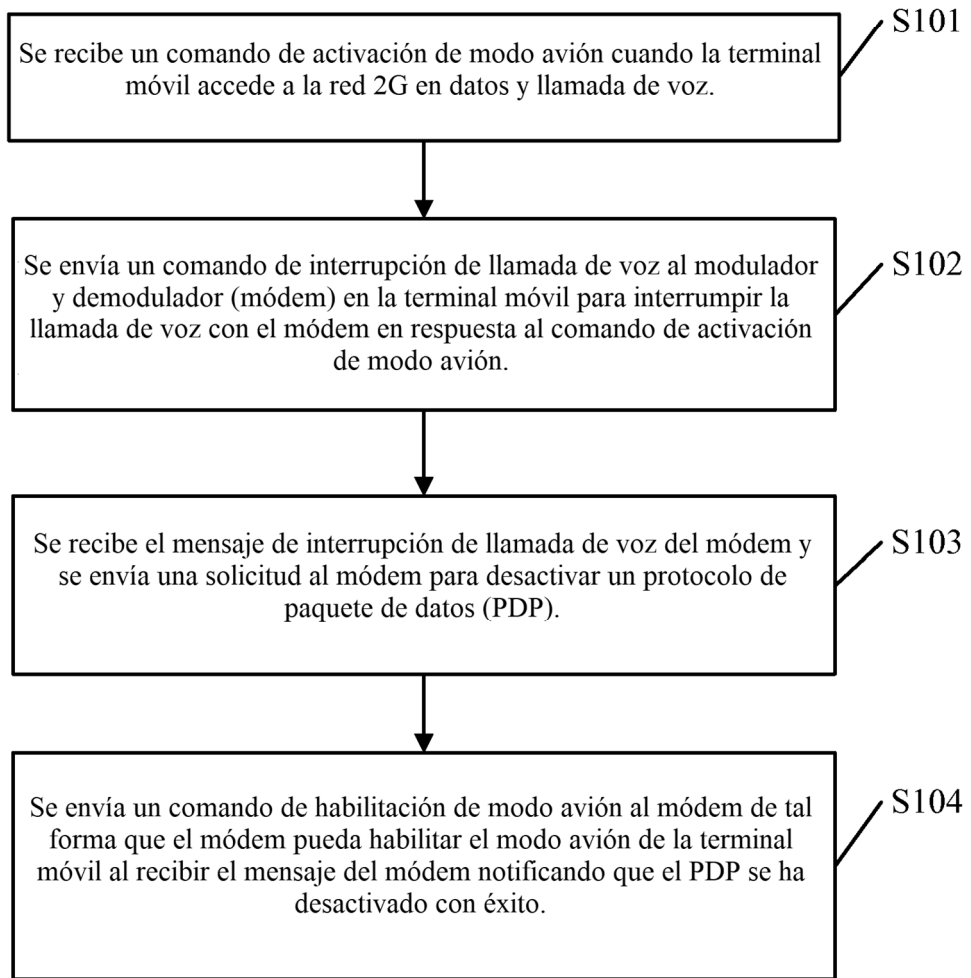 S101
Se recibe un comando de activación de modo avión cuando la terminal
móvil accede a la red 2G en datos y llamada de voz.
S102
Se envía un comando de interrupción de llamada de voz al modulador
y demodulador (módem) en la terminal móvil para interrumpir la
llamada de voz con el módem en respuesta al comando de activación
de modo avión.
S103
Se recibe el mensaje de interrupción de llamada de voz del módem y
se envía una solicitud al módem para desactivar un protocolo de
paquete de datos (PDP).
S104
Se envía un comando de habilitación de modo avión al módem de tal
forma que el módem pueda habilitar el modo avión de la terminal
móvil al recibir el mensaje del módem notificando que el PDP se ha
desactivado con éxito.